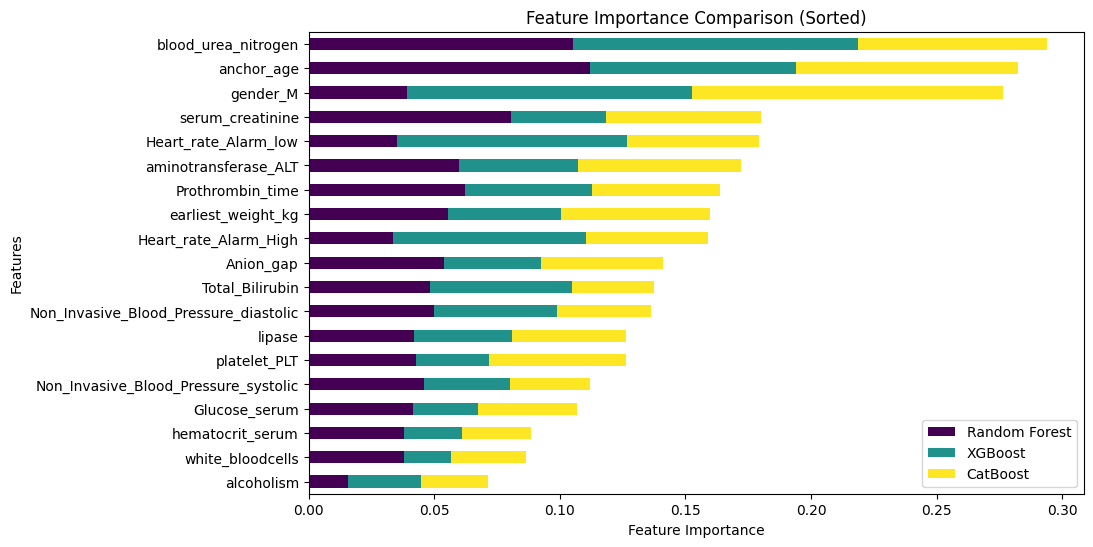 Feature Importance Comparison (Sorted)
Features
blood_urea_nitrogen
anchor_age
gender_M
serum_creatinine
Heart_rate_Alarm_low
aminotransferase_ALT
Prothrombin_time
earliest_weight_kg
Heart_rate_Alarm_High
Anion_gap
Total_Bilirubin
Non_Invasive_Blood_Pressure_diastolic
lipase
platelet_PLT
Non_Invasive_Blood_Pressure_systolic
Glucose_serum
hematocrit_serum
white_bloodcells
alcoholism
Random Forest
XGBoost
CatBoost
0.00 0.05 0.10 0.15 0.20 0.25 0.30
Feature Importance